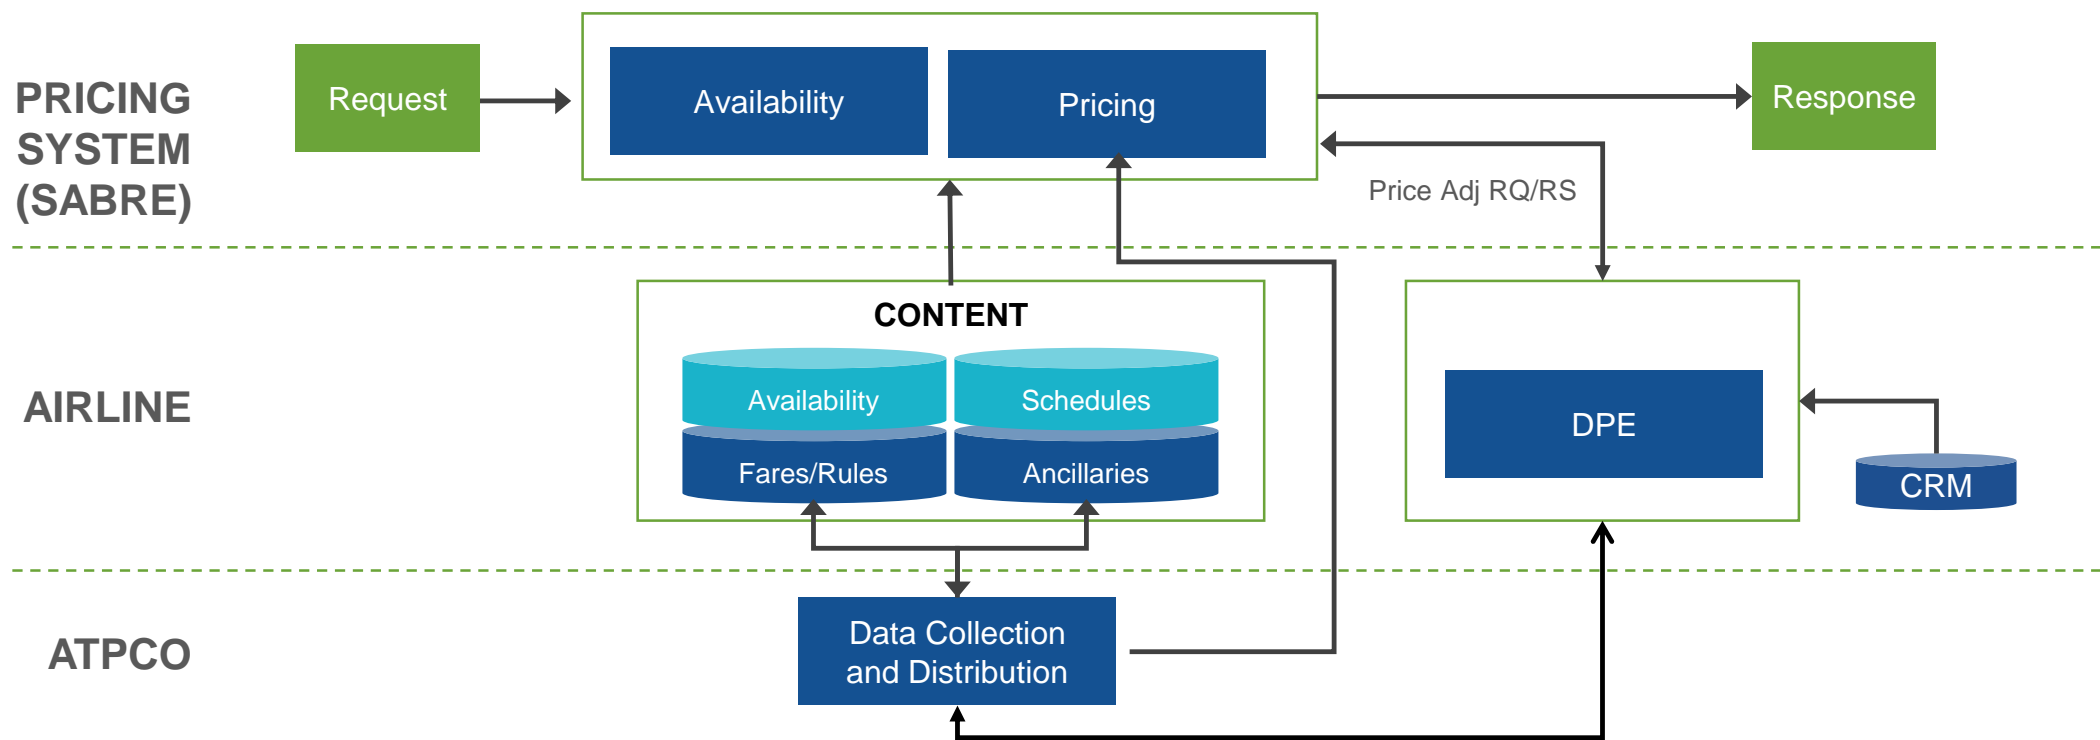 PRICING
SYSTEM
(SABRE)
Request
Availability
Pricing
Response
Price Adj RQ/RS
AIRLINE
CONTENT
Availability
Schedules
Fares/Rules
Ancillaries
DPE
CRM
ATPCO
Data Collection
and Distribution